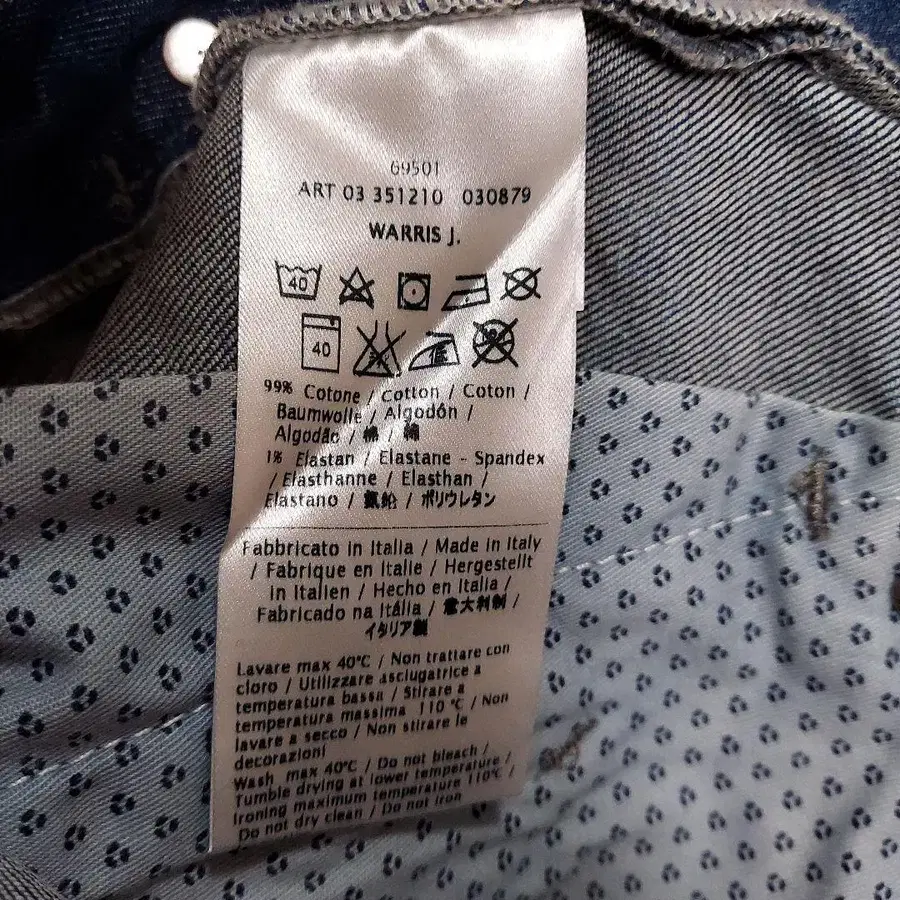 69501
ART 03 351210 030879
WARRIS J.
40
40
99% Cotone / Cotton / Coton /
Baumwolle / Algodón /
Algodão / 棉 / 綿
1% Elastan / Elastane - Spandex
/ Elasthanne / Elasthan /
Elastano / 氨纶 / ポリウレタン
Fabbricato in Italia / Made in Italy
/ Fabrique en Italie / Hergestellt
in Italien / Hecho en Italia /
Fabricado na Itália / 意大利制 /
イタリア製
Lavare max 40°C / Non trattare con
cloro / Utilizzare asciugatrice a
temperatura bassa / Stirare a
temperatura massima 110 °C / Non
lavare a secco / Non stirare le
decorazioni
Wash max 40°C / Do not bleach /
Tumble drying at lower temperature /
Ironing maximum temperature 110°C /
Do not dry clean / Do not iron